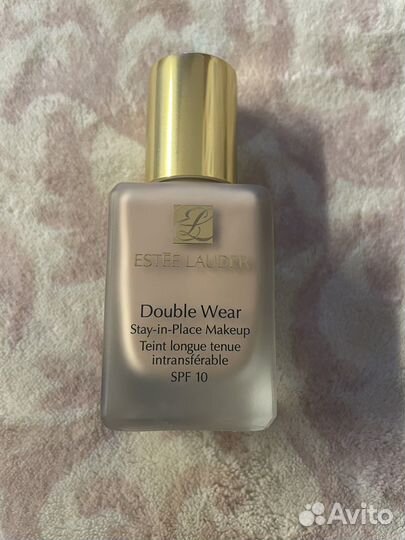 ESTĒE LAUDER
Double Wear
Stay-in-Place Makeup
Teint longue tenue
intransférable
SPF 10
Avito